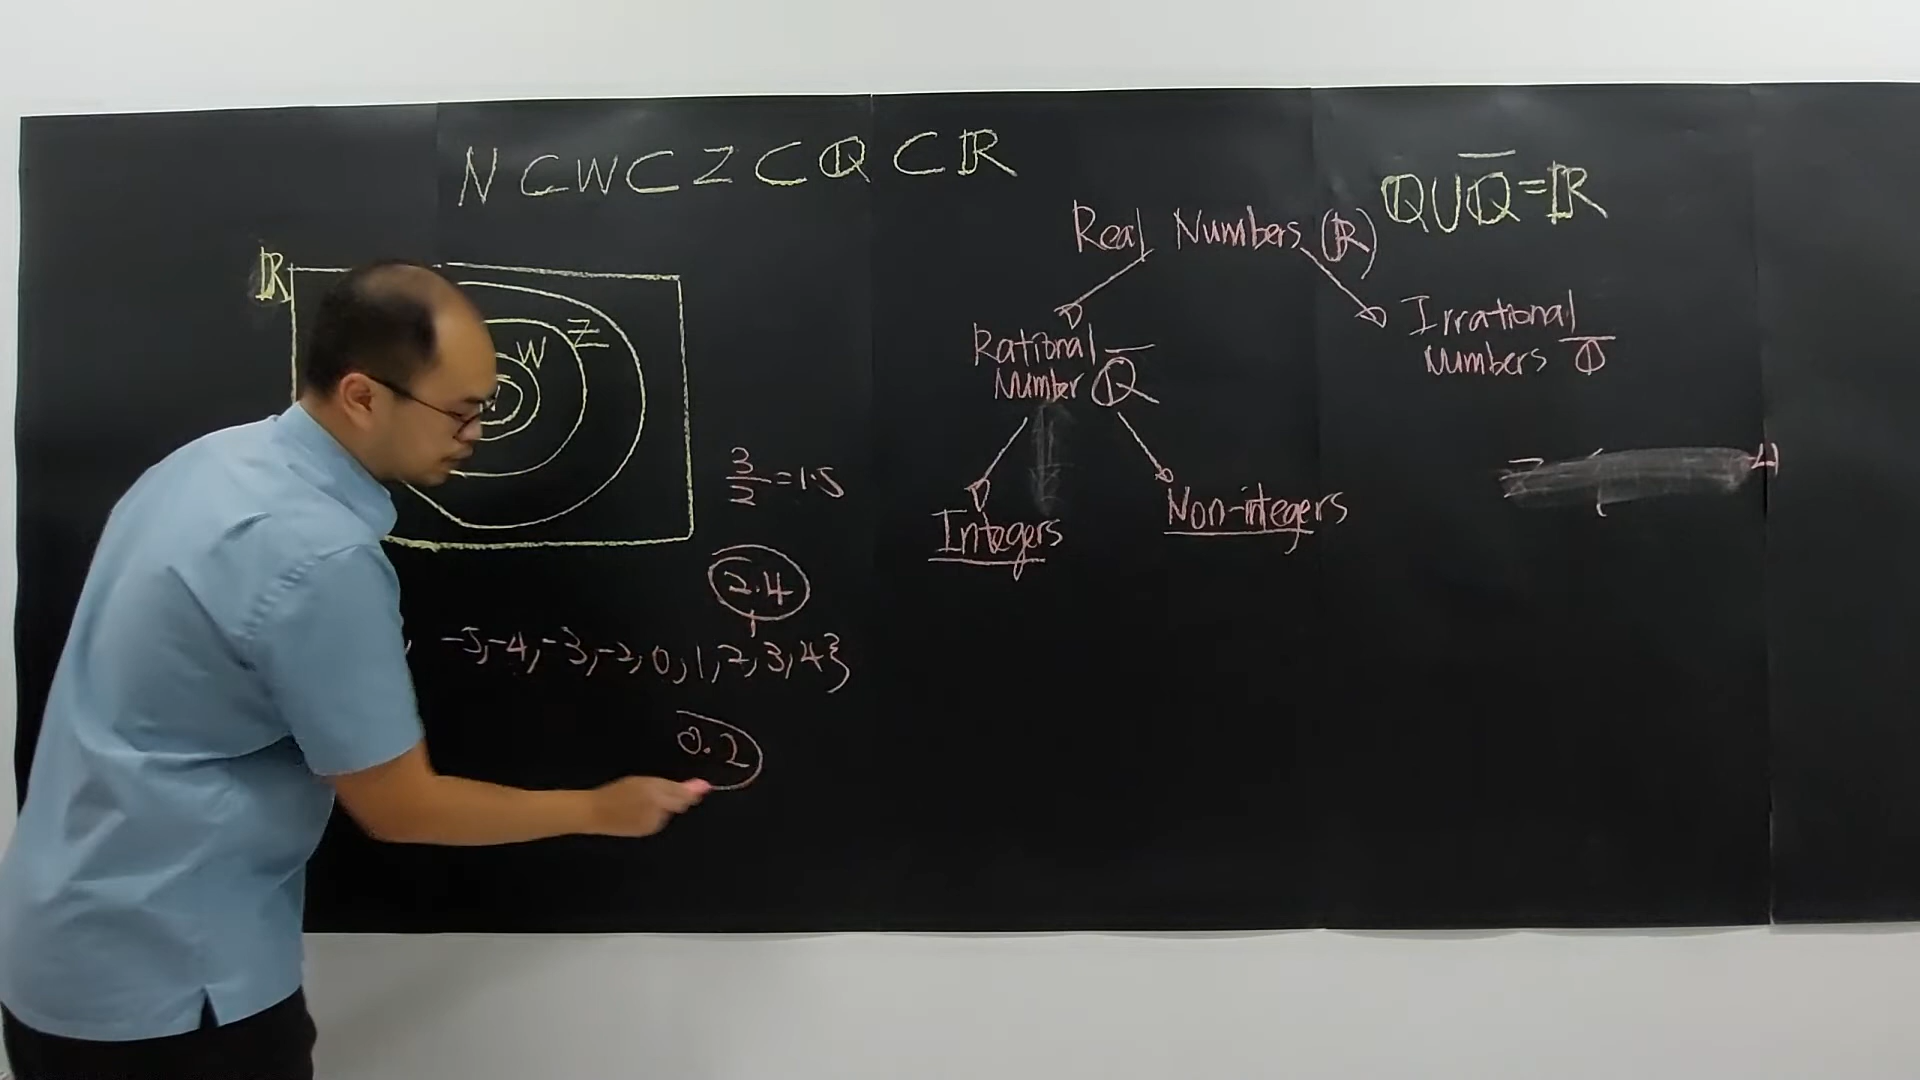 N ⊂ W ⊂ Z ⊂ ℚ ⊂ ℝ
ℝ
W
Z
3/2 = 1.5
2.4
, -5, -4, -3, -2, 0, 1, 2, 3, 4}
0.2
ℚ∪ℚ̅=ℝ
Real Numbers (ℝ)
Rational
Number ℚ
Irrational
Numbers ℚ̅
Integers
Non-integers